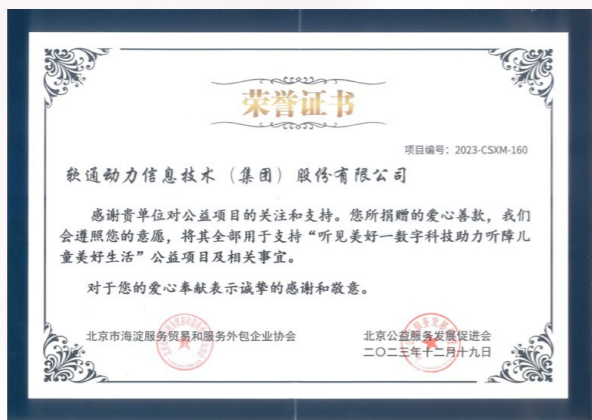 荣誉证书
项目编号：2023-CSXM-160
软通动力信息技术（集团）股份有限公司
感谢贵单位对公益项目的关注和支持。您所捐赠的爱心善款，我们
会遵照您的意愿，将其全部用于支持“听见美好—数字科技助力听障儿
童美好生活”公益项目及相关事宜。
对于您的爱心奉献表示诚挚的感谢和敬意。
北京市海淀服务贸易和服务外包企业协会
北京公益服务发展促进会
二〇二三年十二月十九日